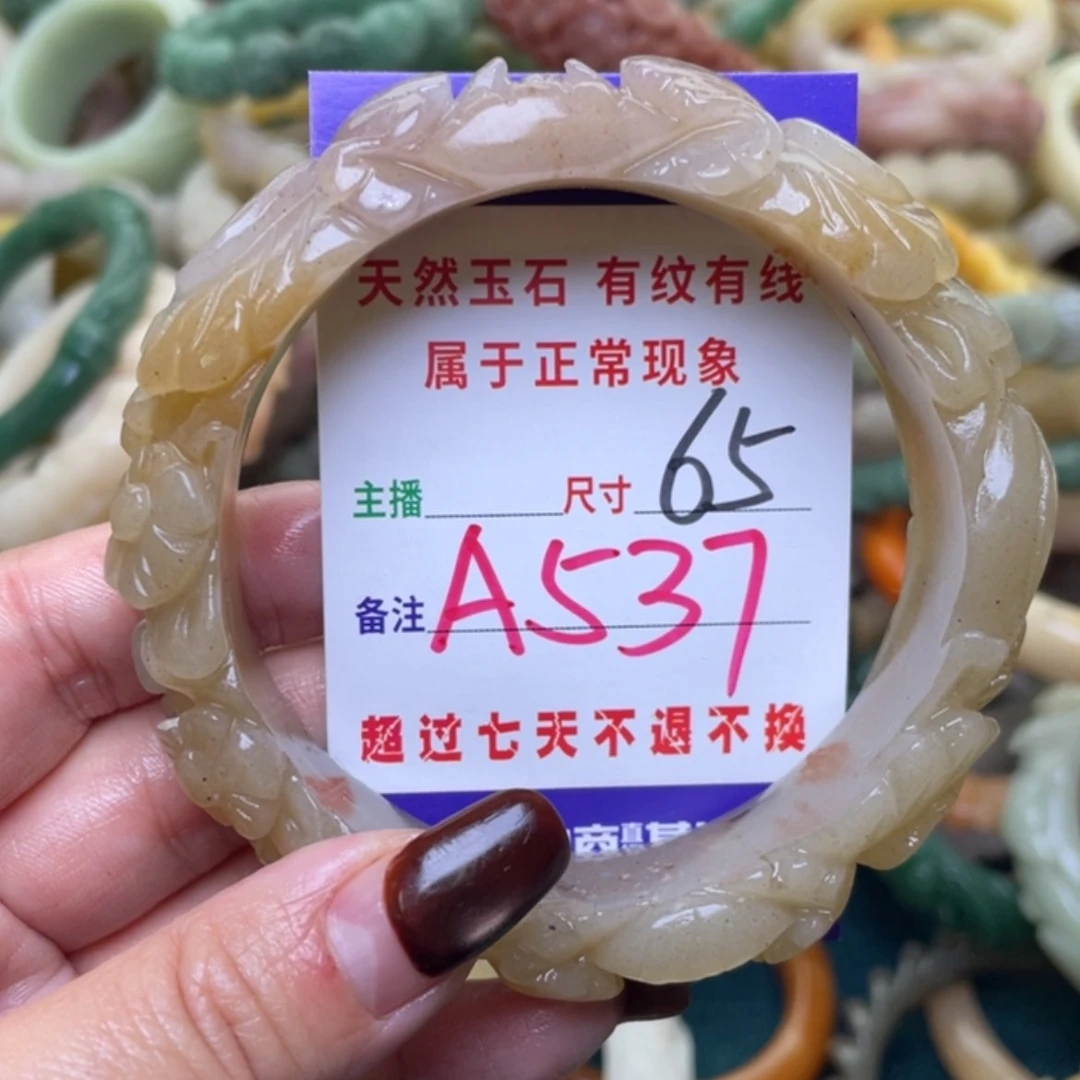 天然玉石 有纹有线
属于正常现象
主播 尺寸 65
备注 A537
超过七天不退不换